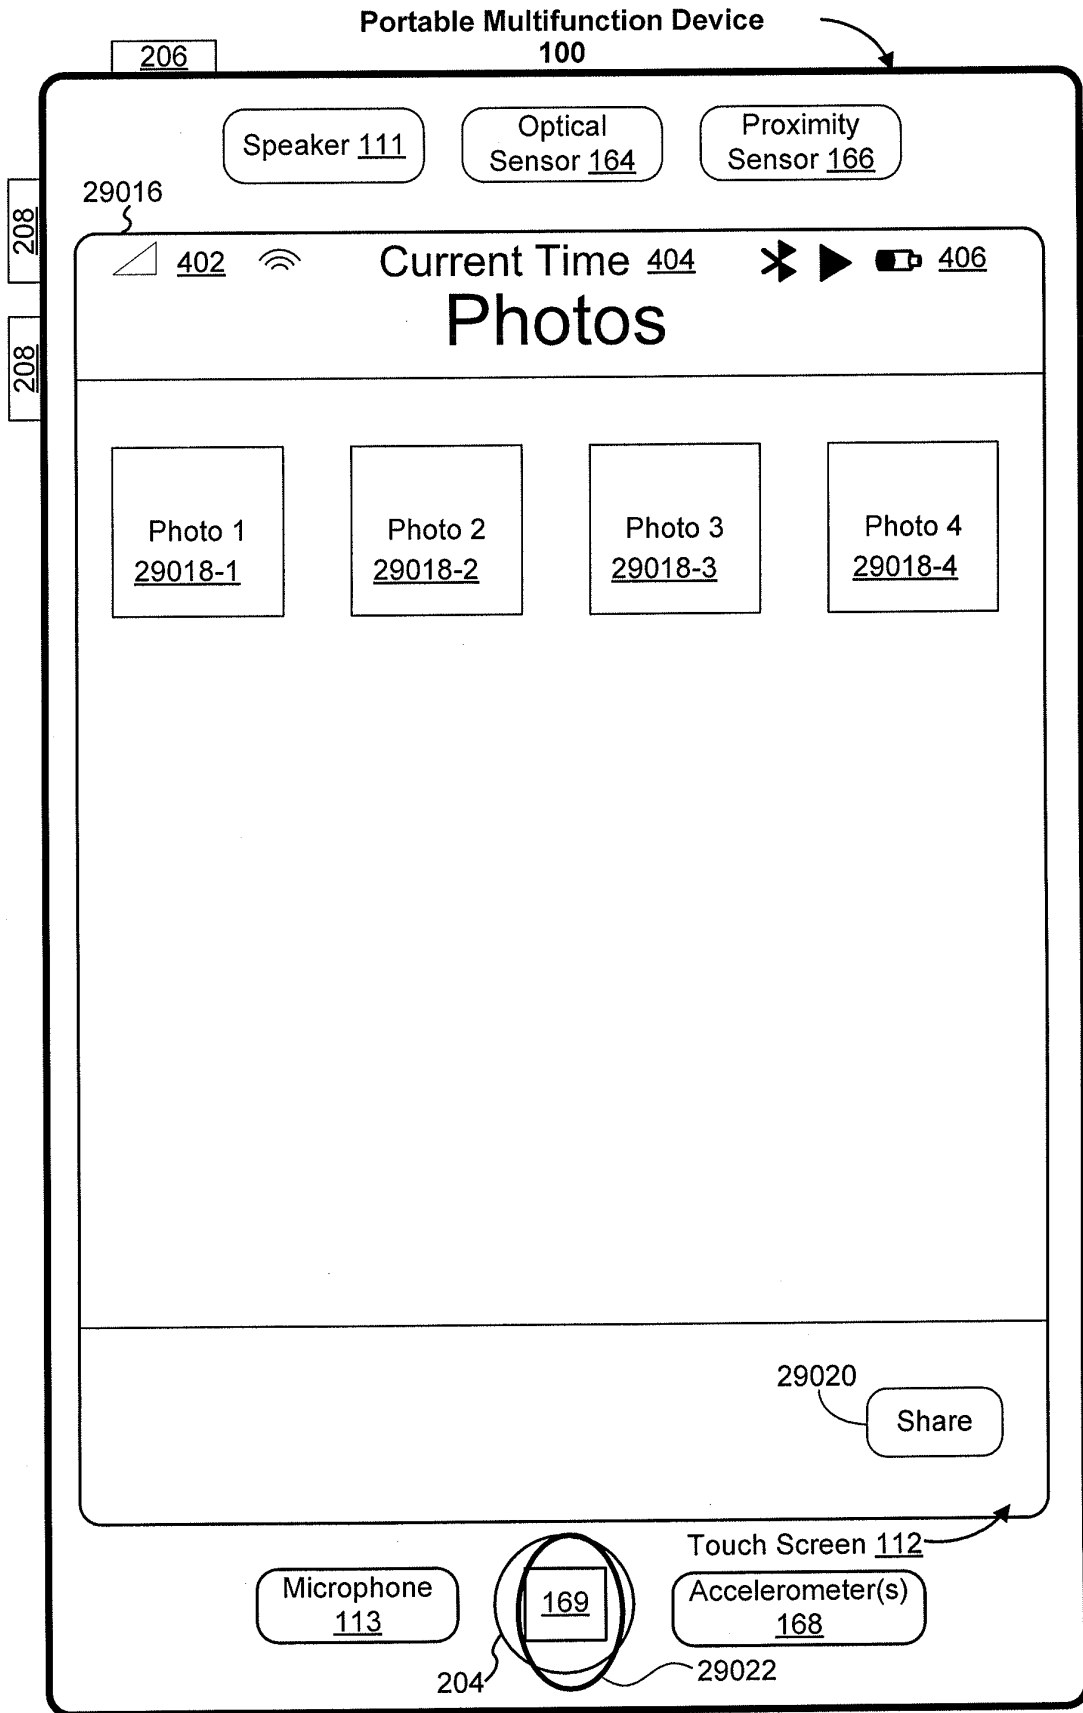 Portable Multifunction Device
100
206
Speaker 111
Optical
Sensor 164
Proximity
Sensor 166
29016
208
208
402
Current Time 404
406
Photos
Photo 1
29018-1
Photo 2
29018-2
Photo 3
29018-3
Photo 4
29018-4
29020
Share
Touch Screen 112
Microphone
113
169
Accelerometer(s)
168
204
29022